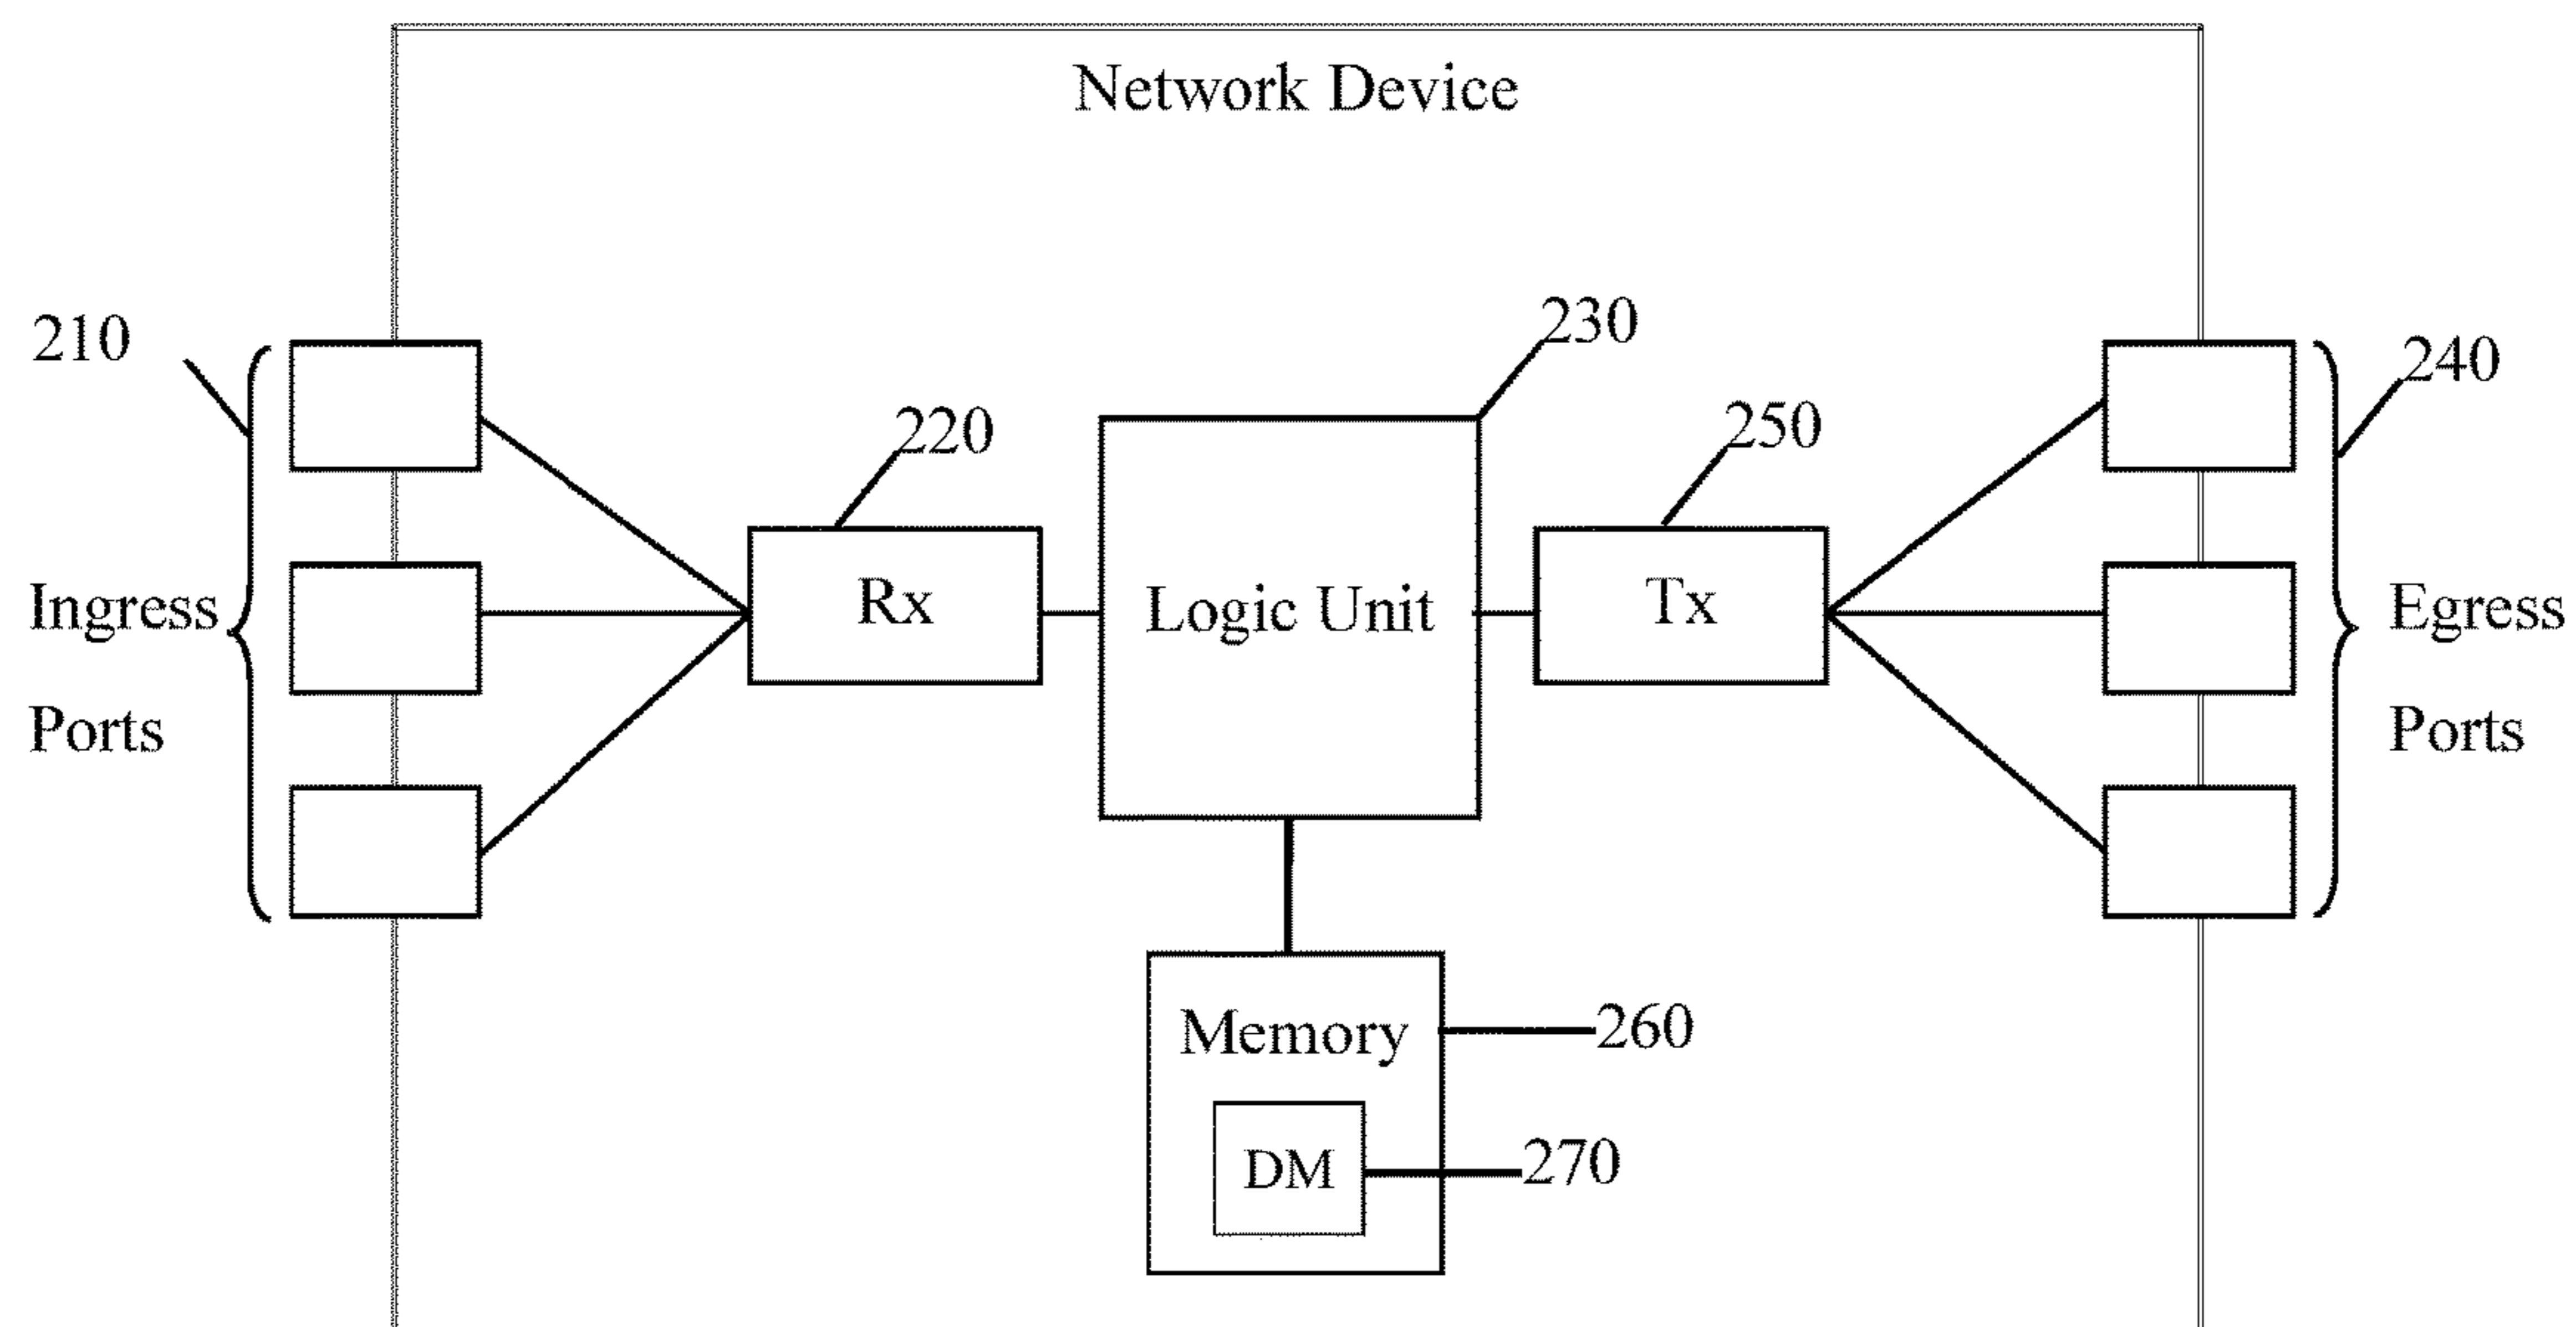 Network Device
210
230
240
220
250
Ingress
Ports
Rx
Logic Unit
Tx
Egress
Ports
Memory
260
DM
270